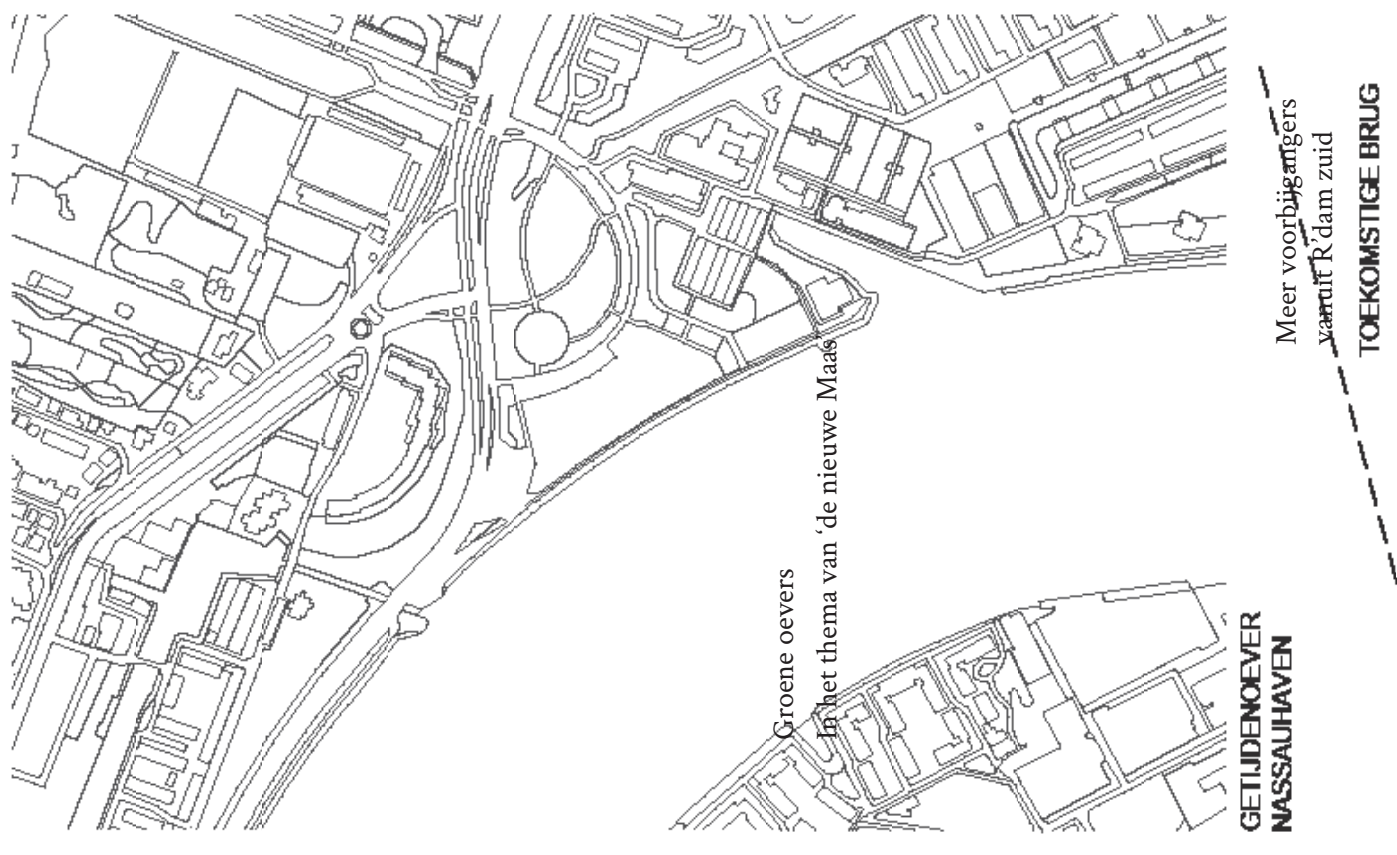 Groene oevers
In het thema van ‘de nieuwe Maas’
GETIJDENOEVER
NASSAUHAVEN
Meer voorbijgangers
vanuit R'dam zuid
TOEKOMSTIGE BRUG